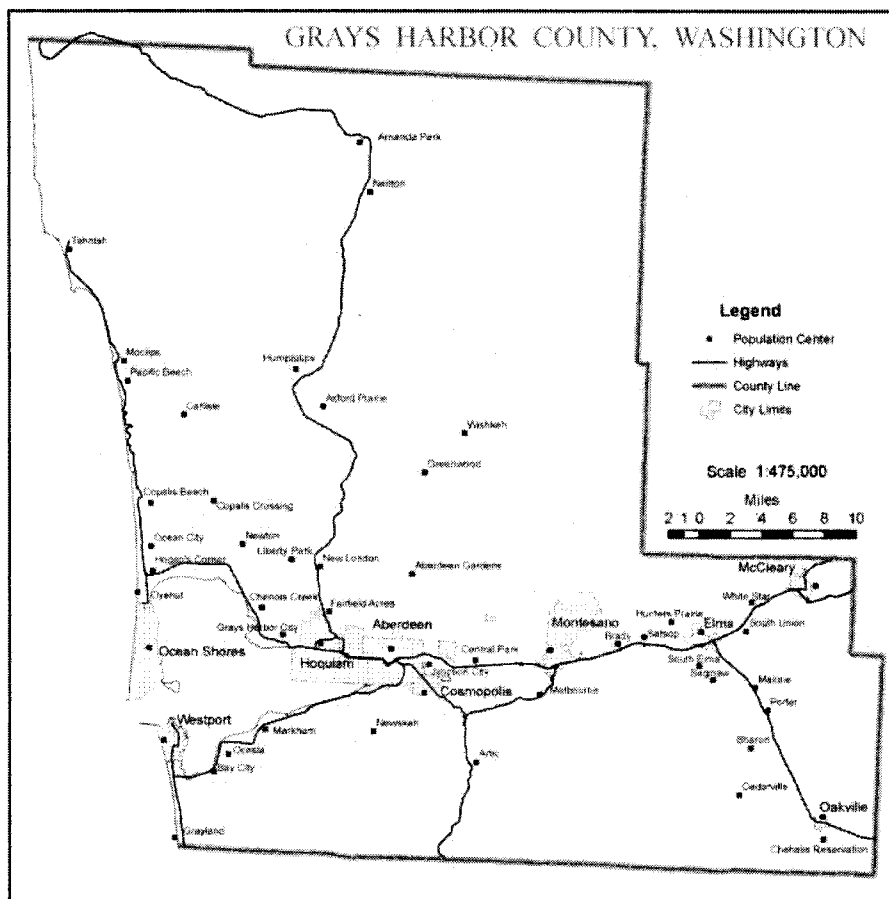 GRAYS HARBOR COUNTY, WASHINGTON
Amanda Park
Neilton
Taholah
Legend
Population Center
Highways
County Line
City Limits
Scale 1:475,000
Miles
2 1 0 2 4 6 8 10
Moclips
Pacific Beach
Humptulips
Carlisle
Axford Prairie
Wishkah
Greenwood
Copalis Beach
Copalis Crossing
Ocean City
Newton
Liberty Park
New London
Hogan's Corner
Aberdeen Gardens
McCleary
Oyehut
Chenois Creek
Fairfield Acres
White Star
Grays Harbor City
Aberdeen
Montesano
Hunters Prairie
Elma
Brady
Satsop
South Union
Ocean Shores
Hoquiam
Central Park
Junction City
South Elma
Saginaw
Cosmopolis
Melbourne
Malone
Porter
Westport
Markham
Newskah
Ocosta
Bay City
Artic
Sharon
Cedarville
Oakville
Grayland
Chehalis Reservation